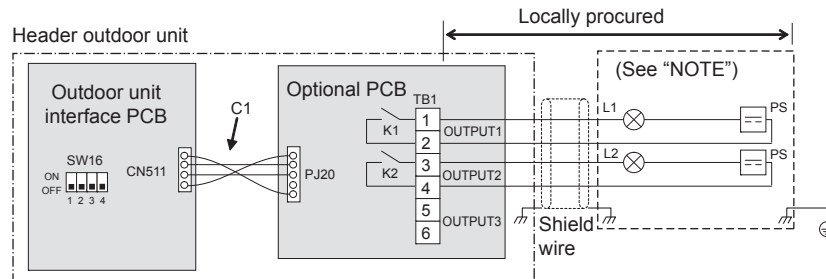 Locally procured
Header outdoor unit
(See “NOTE”)
Outdoor unit
interface PCB
Optional PCB
TB1
C1
L1
PS
1
K1
OUTPUT1
2
SW16
CN511
PJ20
L2
PS
3
ON
OFF
K2
OUTPUT2
4
1 2 3 4
5
OUTPUT3
6
Shield
wire